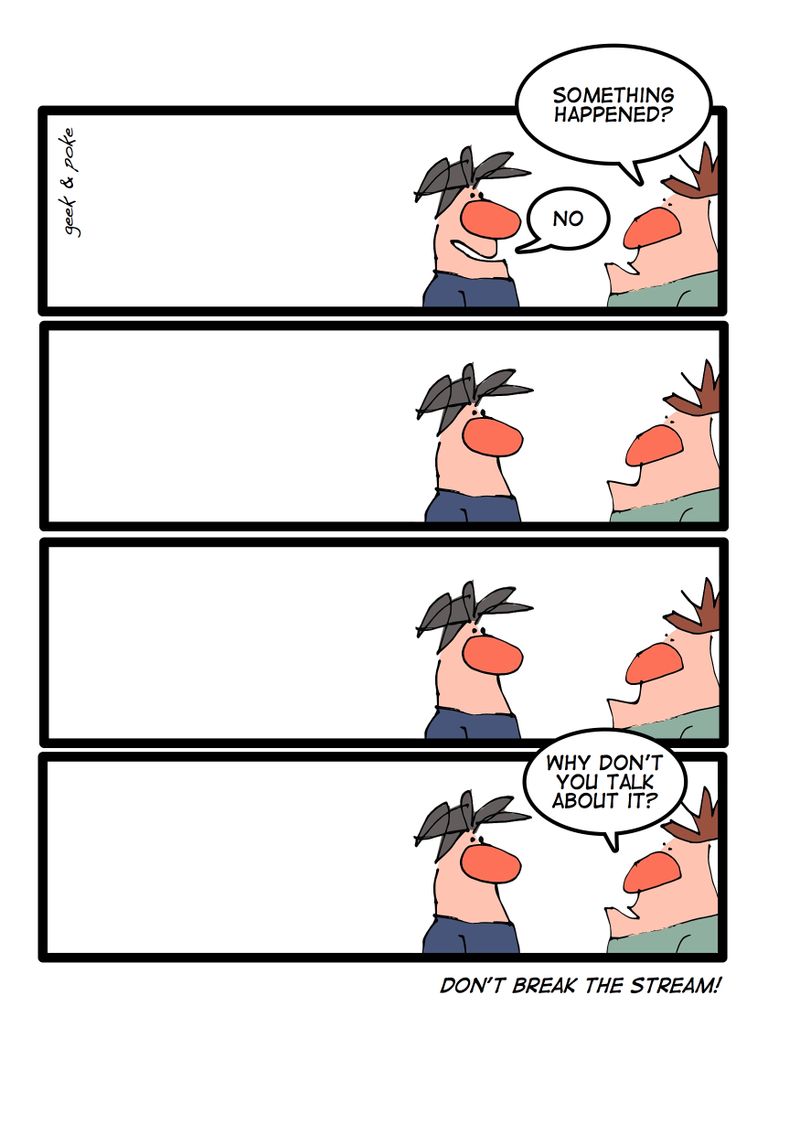 geek & poke
SOMETHING
HAPPENED?
NO
WHY DON'T
YOU TALK
ABOUT IT?
DON'T BREAK THE STREAM!